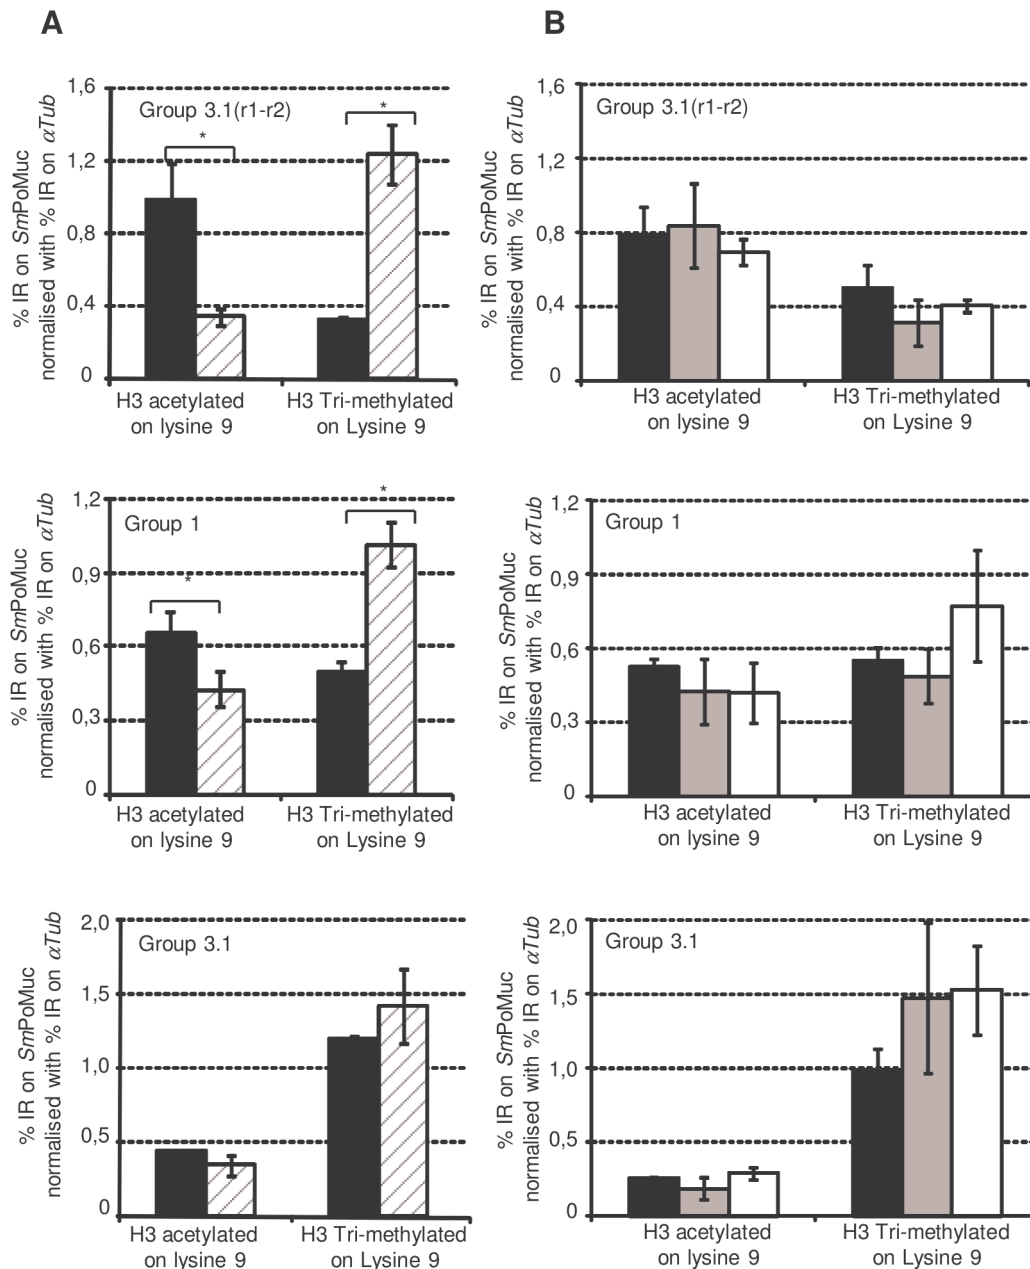 A
% IR on SmPoMuc
normalised with % IR on αTub
1,6
1,2
0,8
0,4
0
Group 3.1(r1-r2)
*
*
H3 acetylated
on lysine 9
H3 Tri-methylated
on Lysine 9
% IR on SmPoMuc
normalised with % IR on αTub
1,2
0,9
0,6
0,3
0
Group 1
*
*
H3 acetylated
on lysine 9
H3 Tri-methylated
on Lysine 9
% IR on SmPoMuc
normalised with % IR on αTub
2,0
1,5
1,0
0,5
0
Group 3.1
H3 acetylated
on lysine 9
H3 Tri-methylated
on Lysine 9
B
% IR on SmPoMuc
normalised with % IR on αTub
1,6
1,2
0,8
0,4
0
Group 3.1(r1-r2)
H3 acetylated
on lysine 9
H3 Tri-methylated
on Lysine 9
% IR on SmPoMuc
normalised with % IR on αTub
1,2
0,9
0,6
0,3
0
Group 1
H3 acetylated
on lysine 9
H3 Tri-methylated
on Lysine 9
% IR on SmPoMuc
normalised with % IR on αTub
2,0
1,5
1,0
0,5
0
Group 3.1
H3 acetylated
on lysine 9
H3 Tri-methylated
on Lysine 9